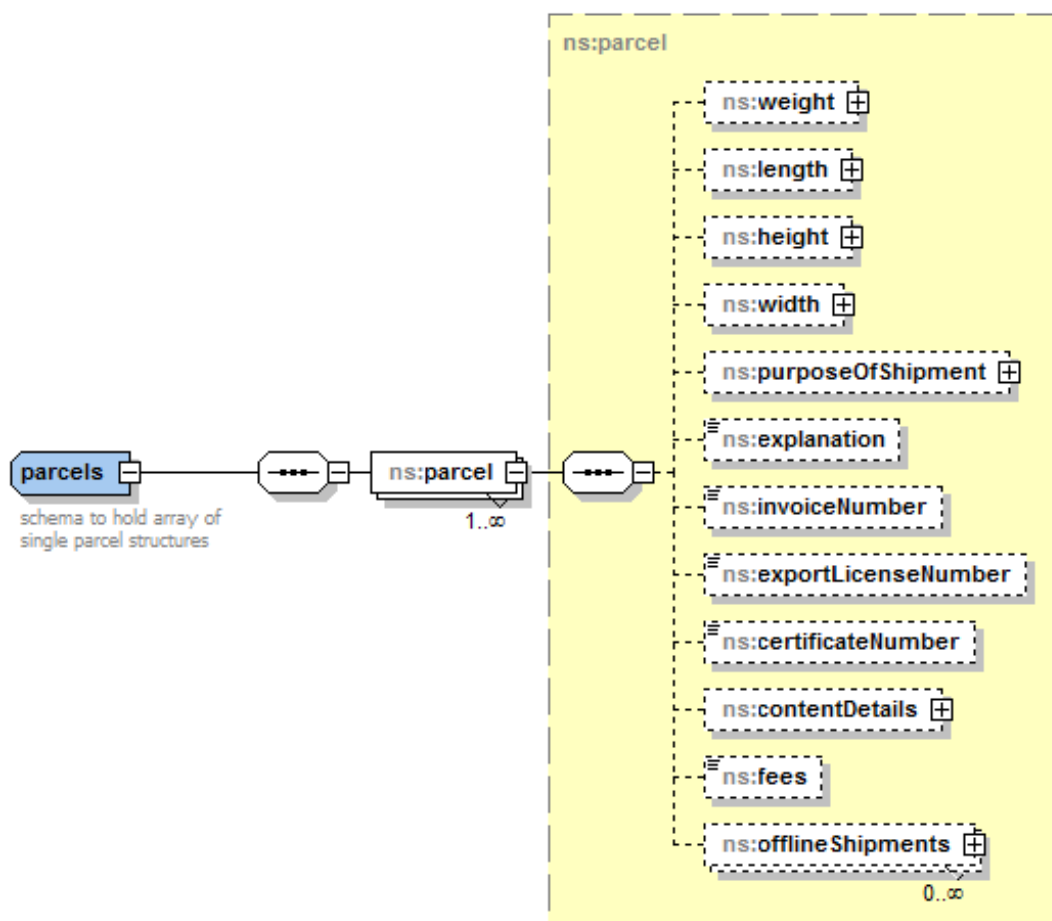 ns:parcel
ns:weight
ns:length
ns:height
ns:width
ns:purposeOfShipment
ns:explanation
parcels
ns:parcel
schema to hold array of
single parcel structures
1..∞
ns:invoiceNumber
ns:exportLicenseNumber
ns:certificateNumber
ns:contentDetails
ns:fees
ns:offlineShipments
0..∞